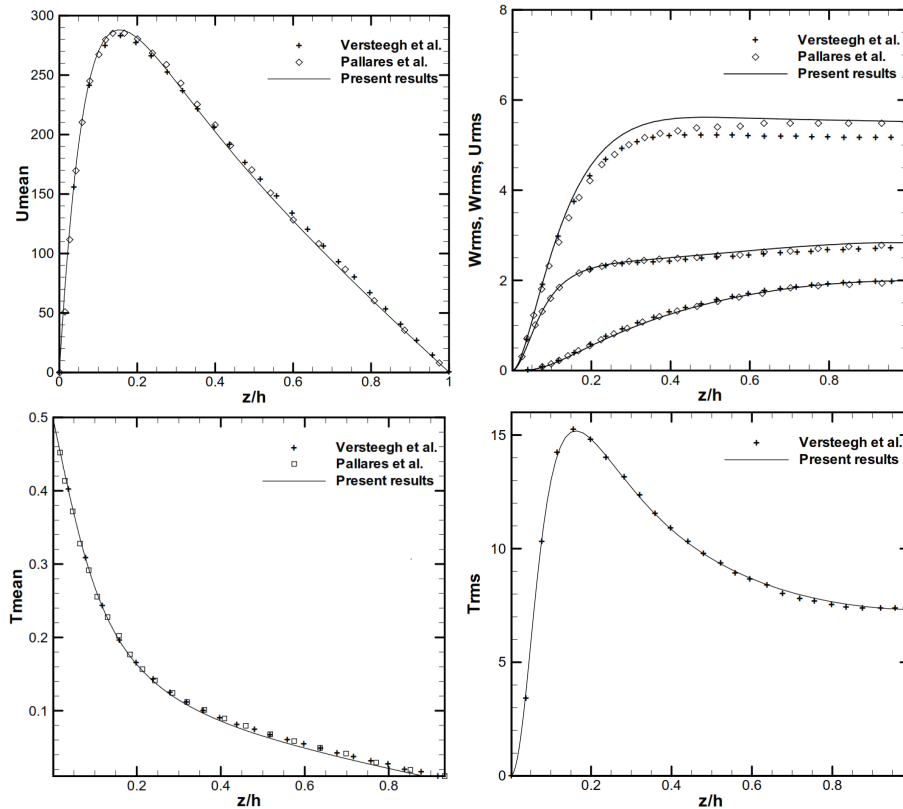 300
250
200
150
100
50
0
Umean
0
0.2
0.4
0.6
0.8
1
z/h
Versteegh et al.
Pallares et al.
Present results
8
6
4
2
0
Wrms, Wrms, Urms
0.2
0.4
0.6
0.8
z/h
Versteegh et al.
Pallares et al.
Present results
0.5
0.4
0.3
0.2
0.1
Tmean
0.2
0.4
0.6
0.8
z/h
Versteegh et al.
Pallares et al.
Present results
15
10
5
0
Trms
0.2
0.4
0.6
0.8
z/h
Versteegh et al.
Present results